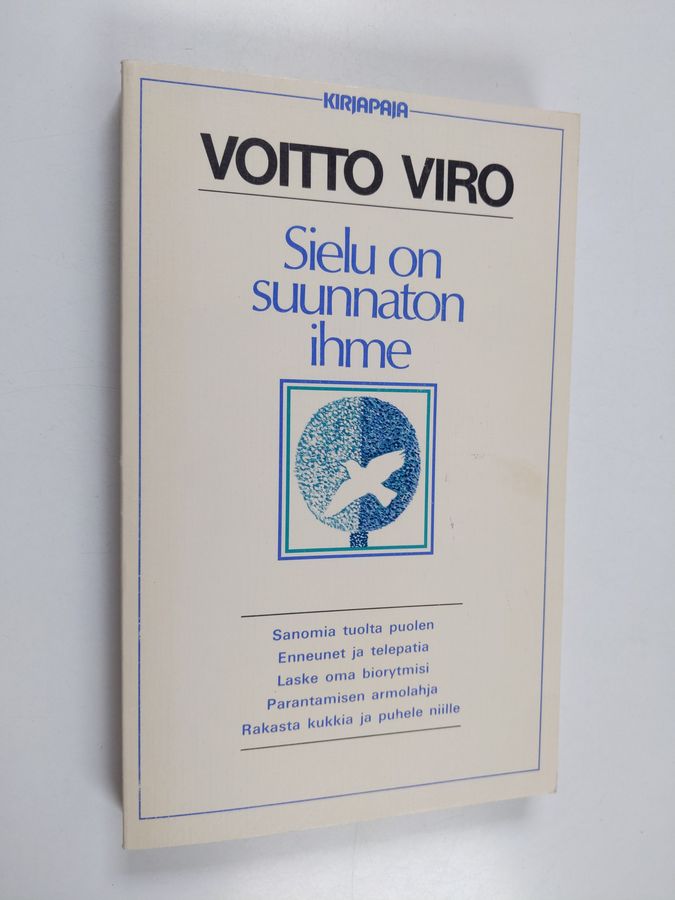 KIRJAPAJA
VOITTO VIRO
Sielu on
suunnaton
ihme
Sanomia tuolta puolen
Enneunet ja telepatia
Laske oma biorytmisi
Parantamisen armolahja
Rakasta kukkia ja puhele niille